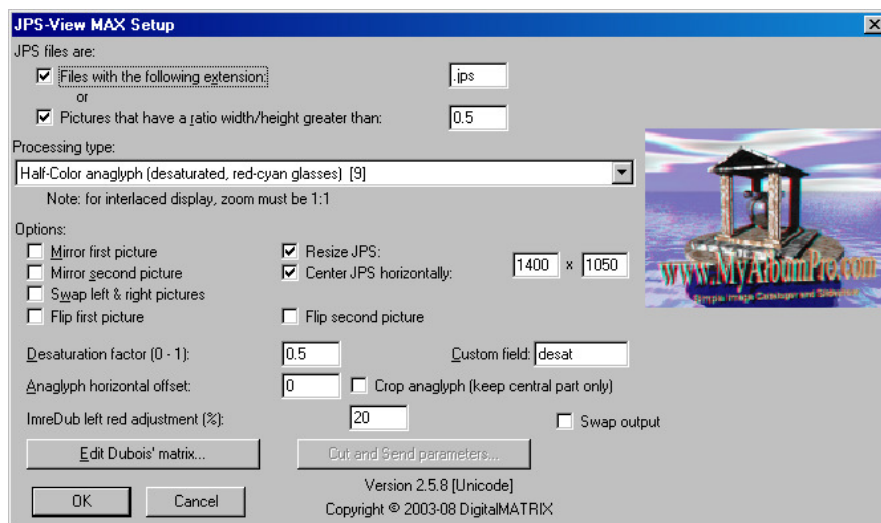 JPS-View MAX Setup
JPS files are:
Files with the following extension:
.jps
or
Pictures that have a ratio width/height greater than:
0.5
Processing type:
Half-Color anaglyph (desaturated, red-cyan glasses) [9]
Note: for interlaced display, zoom must be 1:1
Options:
Mirror first picture
Resize JPS:
1400 x 1050
Mirror second picture
Center JPS horizontally:
Swap left & right pictures
Flip first picture
Flip second picture
www.MyAlbumPro.com
Simple Image Cataloger and Slideshow
Desaturation factor (0 - 1):
0.5
Custom field:
desat
Anaglyph horizontal offset:
0
Crop anaglyph (keep central part only)
ImreDub left red adjustment (%):
20
Swap output
Edit Dubois' matrix...
Cut and Send parameters...
Version 2.5.8 [Unicode]
OK
Cancel
Copyright © 2003-08 DigitalMATRIX